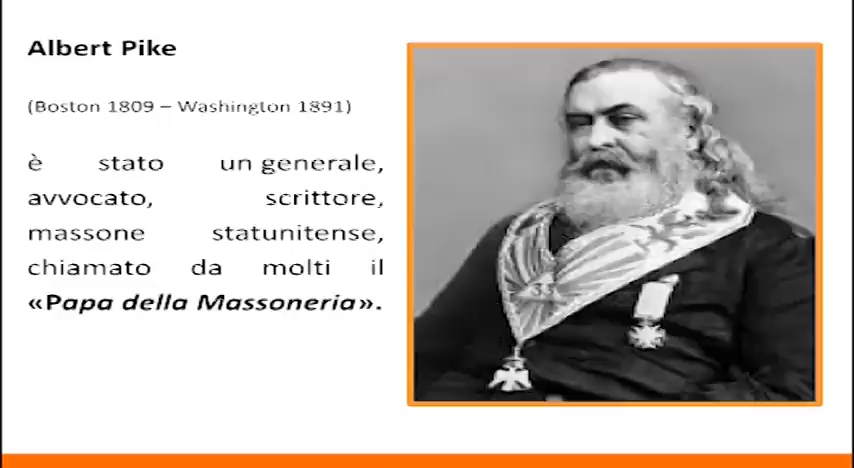 Albert Pike
(Boston 1809 – Washington 1891)
è stato un generale,
avvocato, scrittore,
massone statunitense,
chiamato da molti il
«Papa della Massoneria».
33